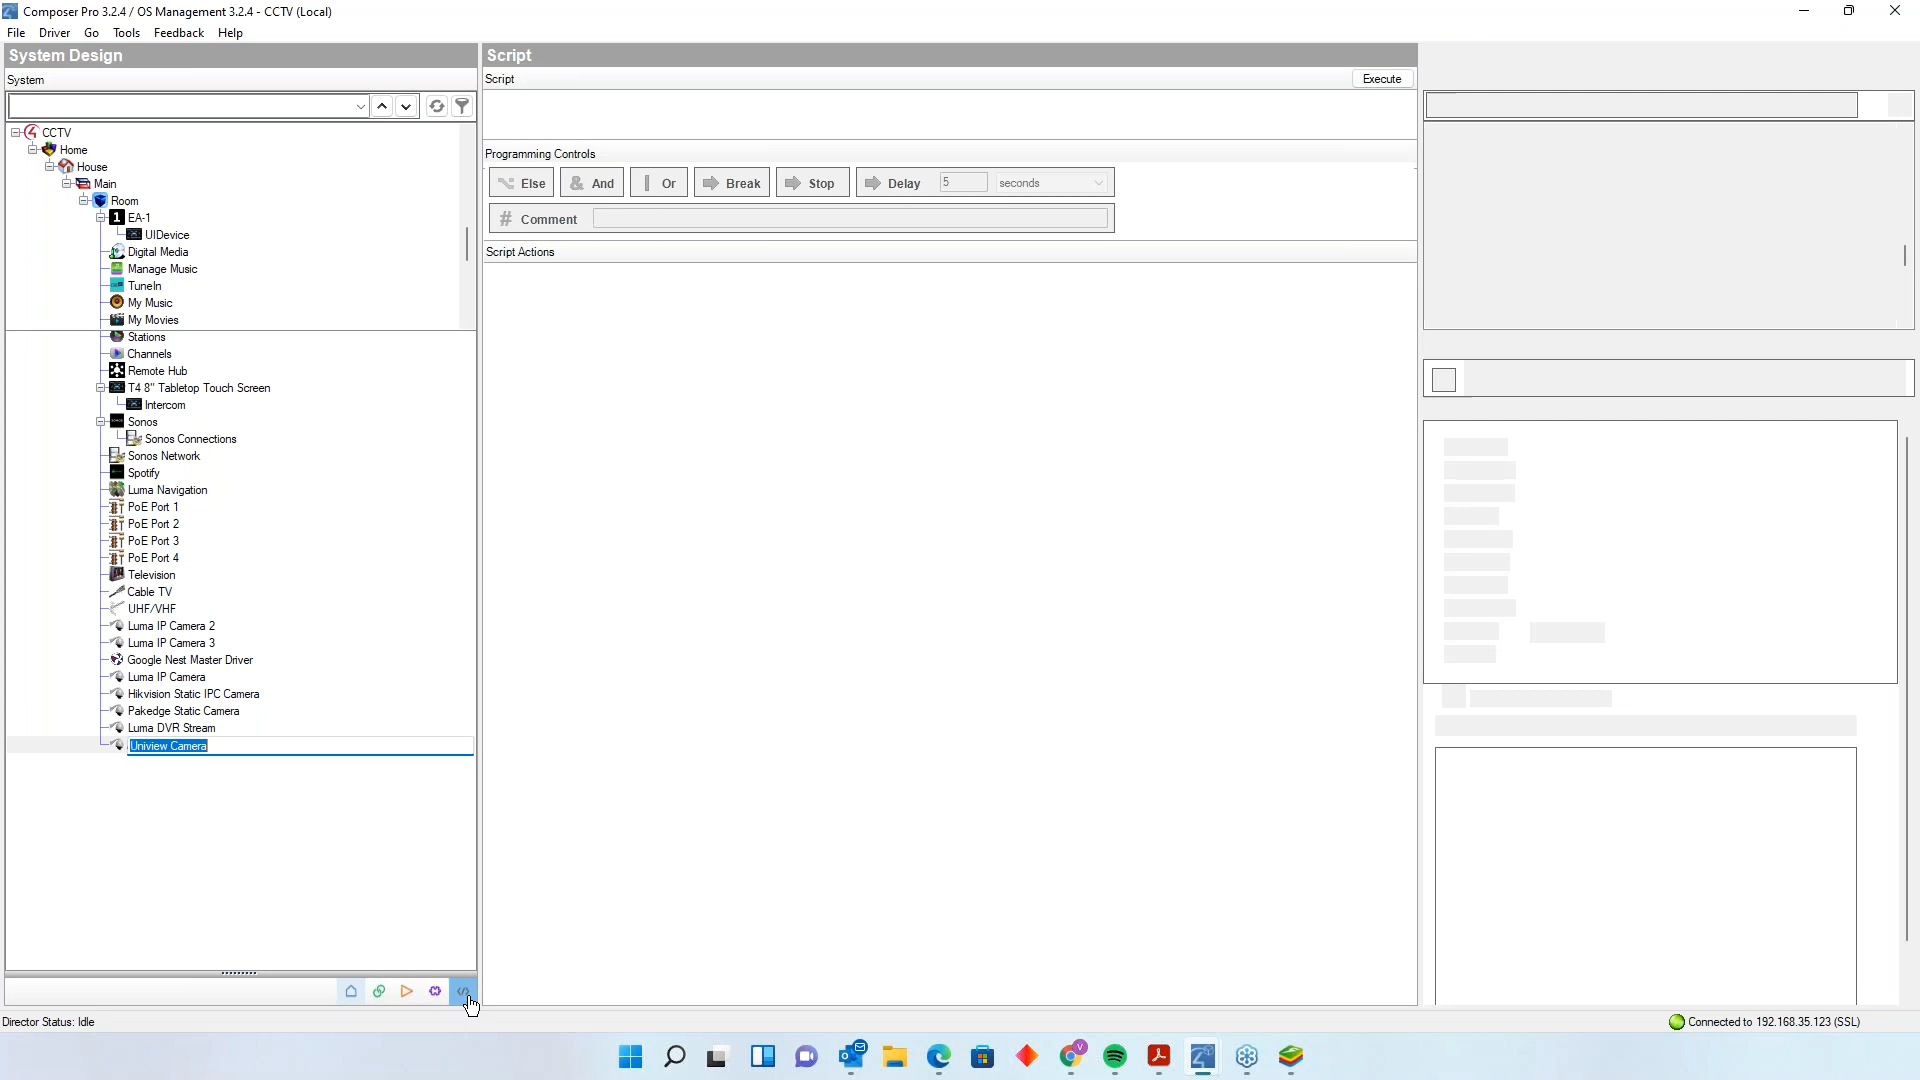 Composer Pro 3.2.4 / OS Management 3.2.4 - CCTV (Local)
File Driver Go Tools Feedback Help
System Design
System
CCTV
Home
House
Main
Room
1 EA-1
UIDevice
Digital Media
Manage Music
TuneIn
My Music
My Movies
Stations
Channels
Remote Hub
T4 8" Tabletop Touch Screen
Intercom
Sonos
Sonos Connections
Sonos Network
Spotify
Luma Navigation
PoE Port 1
PoE Port 2
PoE Port 3
PoE Port 4
Television
Cable TV
UHF/VHF
Luma IP Camera 2
Luma IP Camera 3
Google Nest Master Driver
Luma IP Camera
Hikvision Static IPC Camera
Pakedge Static Camera
Luma DVR Stream
Uniview Camera
Script
Script Execute
Programming Controls
Else & And | Or Break Stop Delay 5 seconds
# Comment
Script Actions
Director Status: Idle
Connected to 192.168.35.123 (SSL)